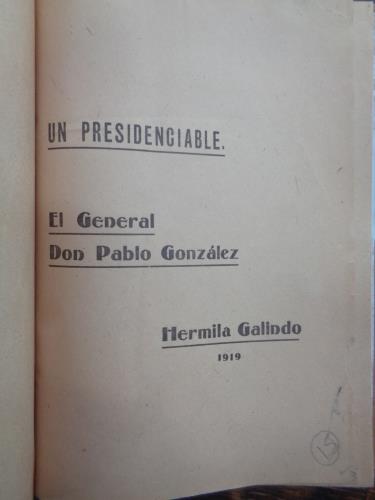 UN PRESIDENCIABLE.
El General
Don Pablo González
Hermila Galindo
1919